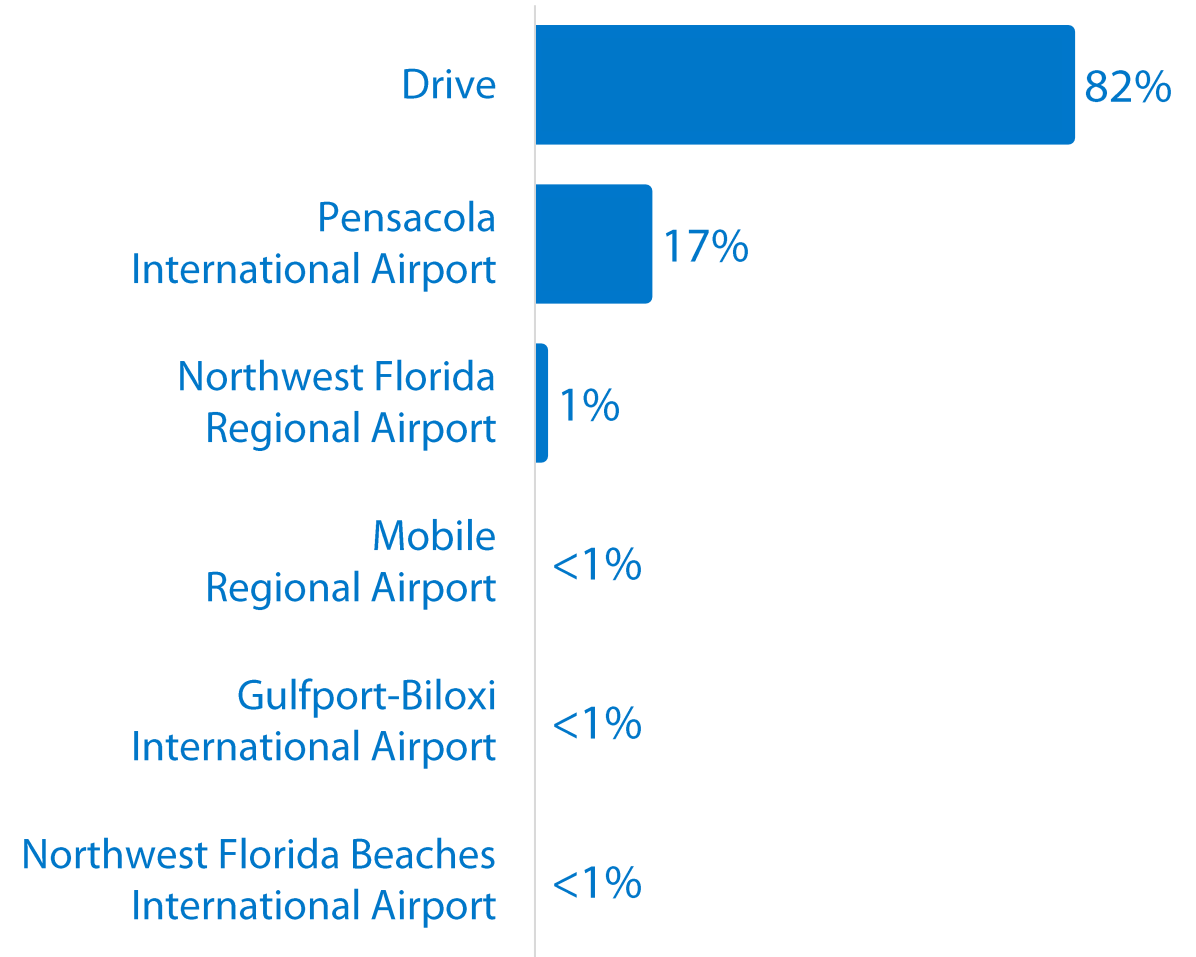 Drive
82%
Pensacola
International Airport
17%
Northwest Florida
Regional Airport
1%
Mobile
Regional Airport
<1%
Gulfport-Biloxi
International Airport
<1%
Northwest Florida Beaches
International Airport
<1%